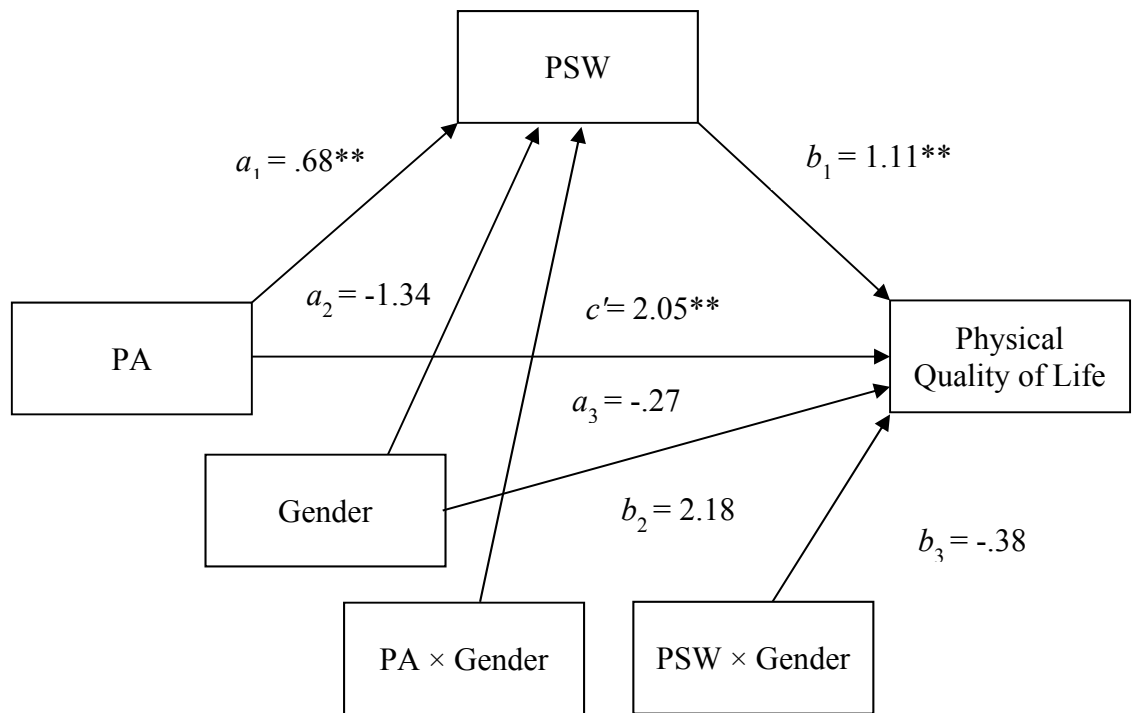 PSW
a₁ = .68**
b₁ = 1.11**
a₂ = -1.34
c'= 2.05**
PA
Physical
Quality of Life
a₃ = -.27
Gender
b₂ = 2.18
b₃ = -.38
PA × Gender
PSW × Gender